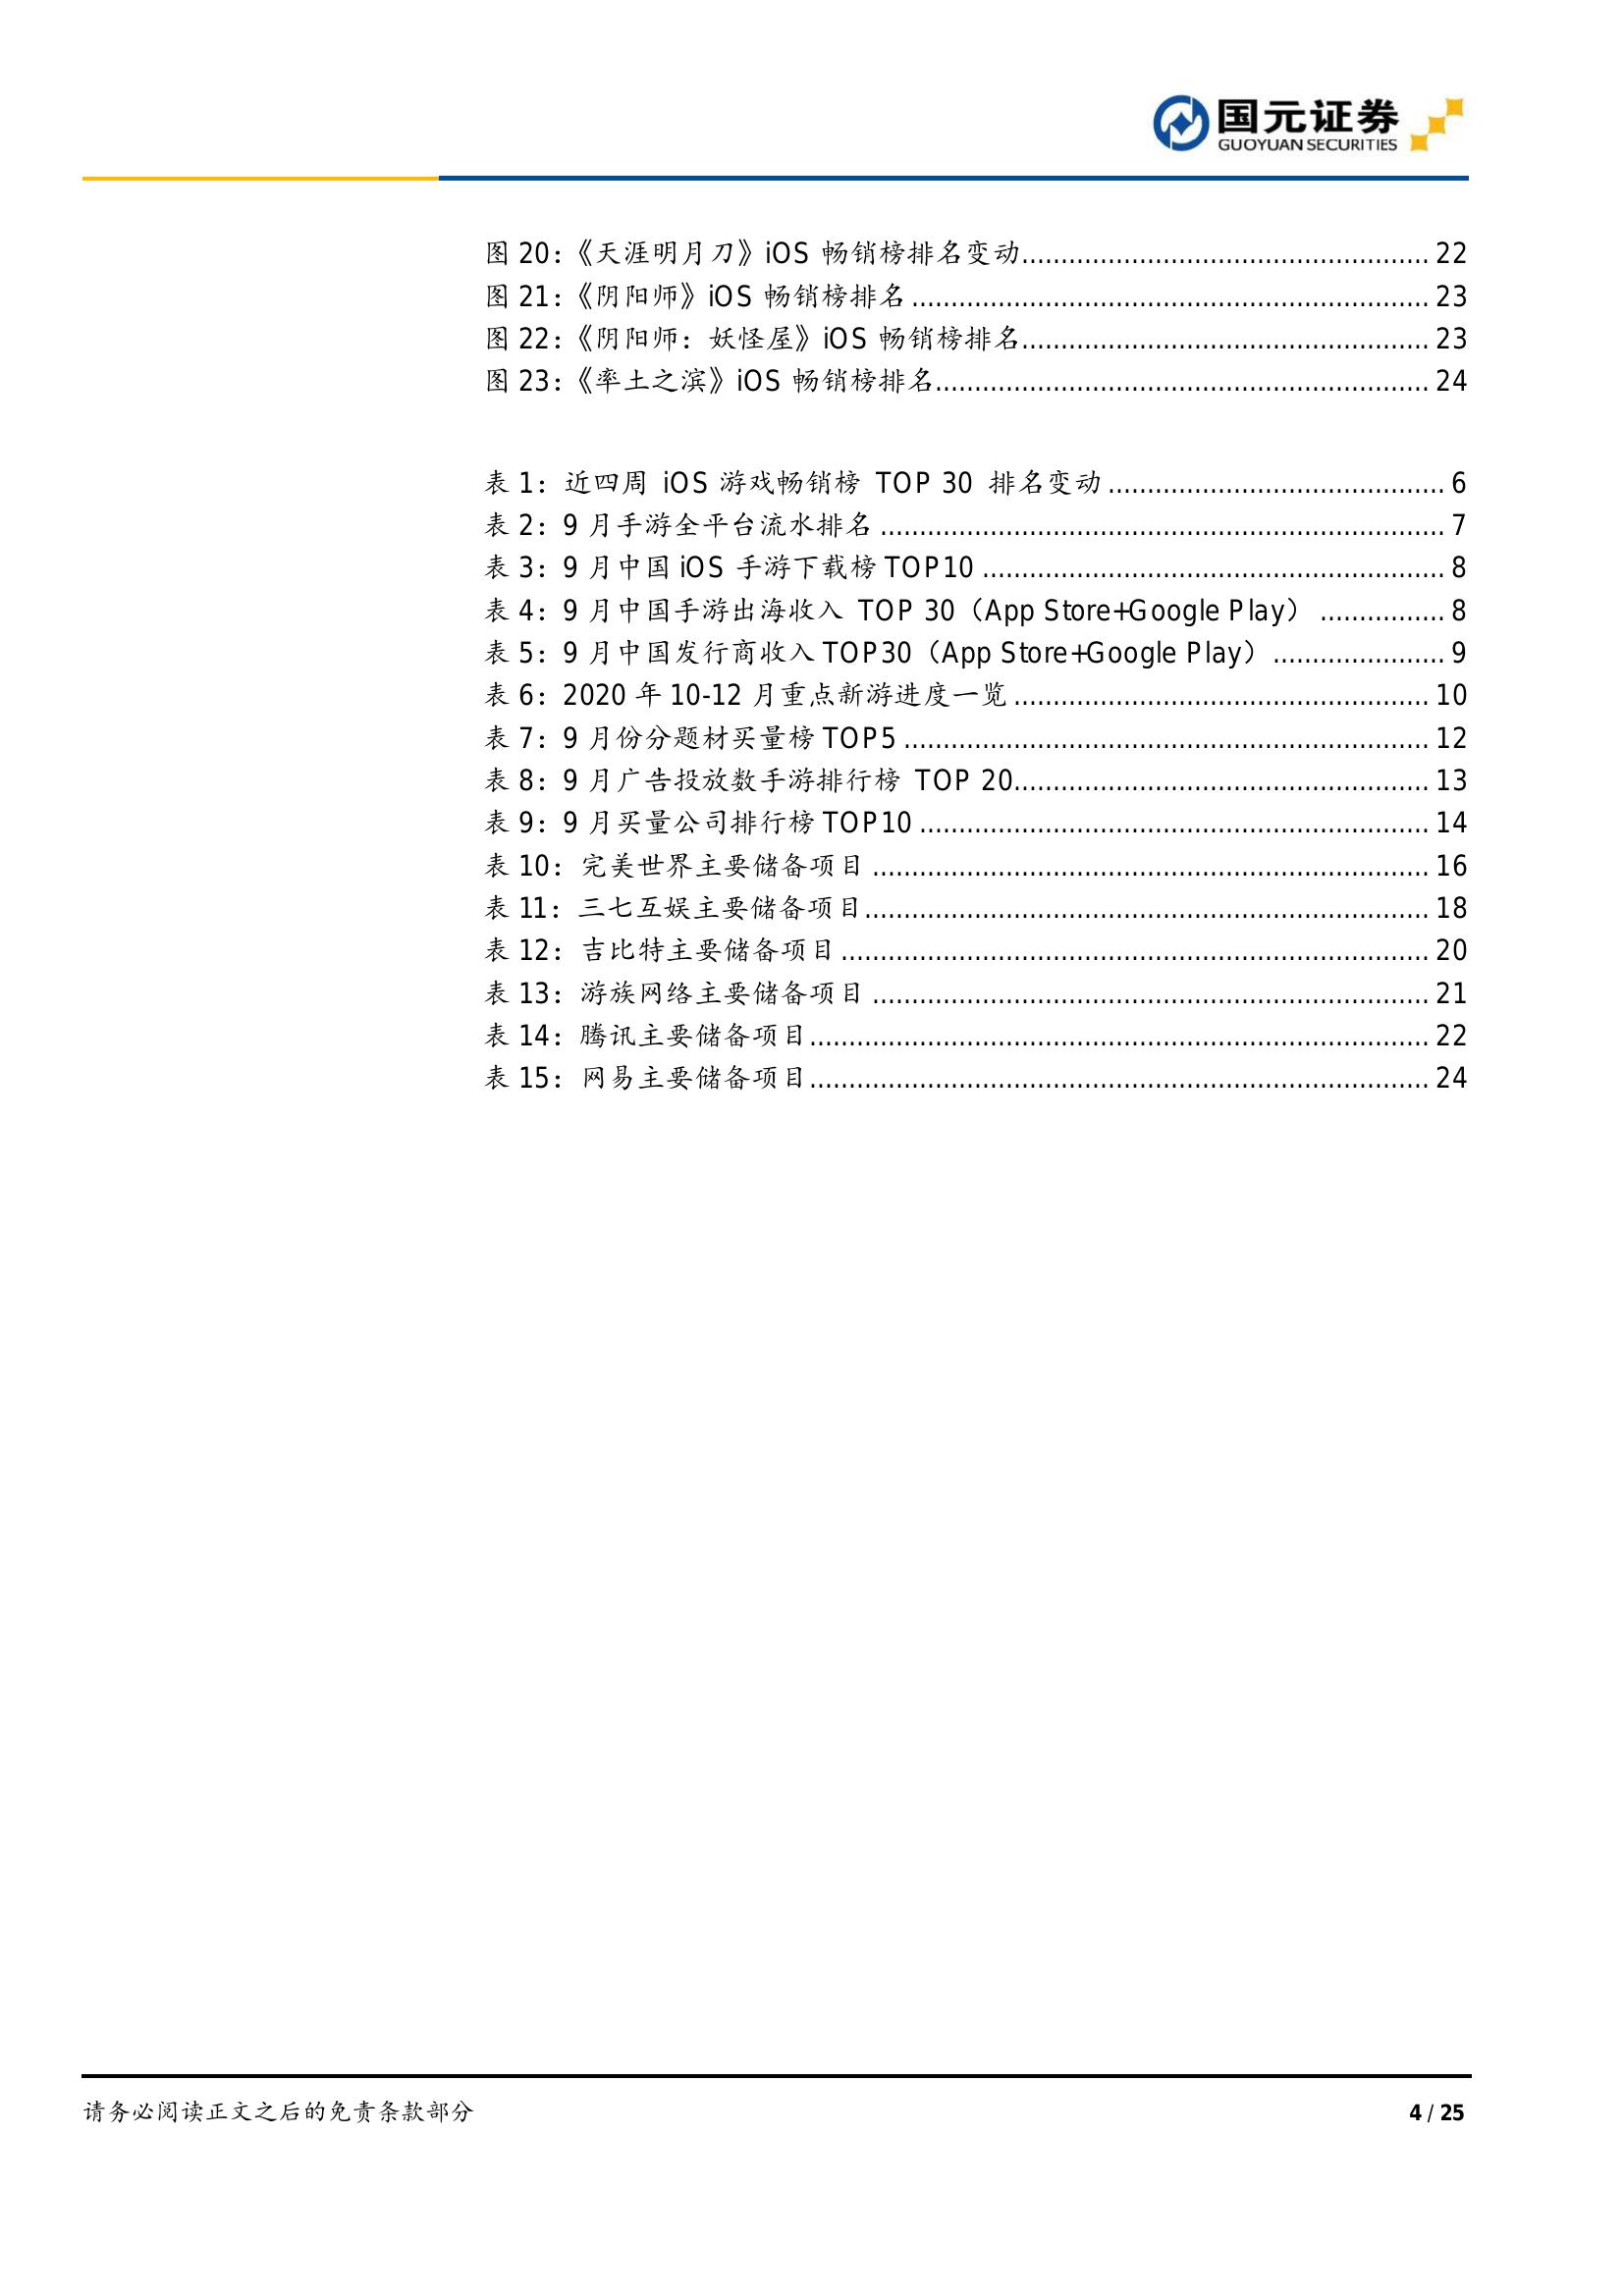 国元证券
GUOYUAN SECURITIES
图 20:《天涯明月刀》iOS 畅销榜排名变动.................................................... 22
图 21:《阴阳师》iOS 畅销榜排名.................................................................. 23
图 22:《阴阳师：妖怪屋》iOS 畅销榜排名.................................................... 23
图 23:《率土之滨》iOS 畅销榜排名............................................................... 24
表 1：近四周 iOS 游戏畅销榜 TOP 30 排名变动........................................... 6
表 2：9 月手游全平台流水排名........................................................................ 7
表 3：9 月中国 iOS 手游下载榜 TOP10........................................................... 8
表 4：9 月中国手游出海收入 TOP 30（App Store+Google Play）................ 8
表 5：9 月中国发行商收入 TOP30（App Store+Google Play）...................... 9
表 6：2020 年 10-12 月重点新游进度一览..................................................... 10
表 7：9 月份分题材买量榜 TOP5................................................................... 12
表 8：9 月广告投放数手游排行榜 TOP 20..................................................... 13
表 9：9 月买量公司排行榜 TOP10................................................................. 14
表 10：完美世界主要储备项目....................................................................... 16
表 11：三七互娱主要储备项目........................................................................ 18
表 12：吉比特主要储备项目........................................................................... 20
表 13：游族网络主要储备项目....................................................................... 21
表 14：腾讯主要储备项目............................................................................... 22
表 15：网易主要储备项目............................................................................... 24
请务必阅读正文之后的免责条款部分
4 / 25